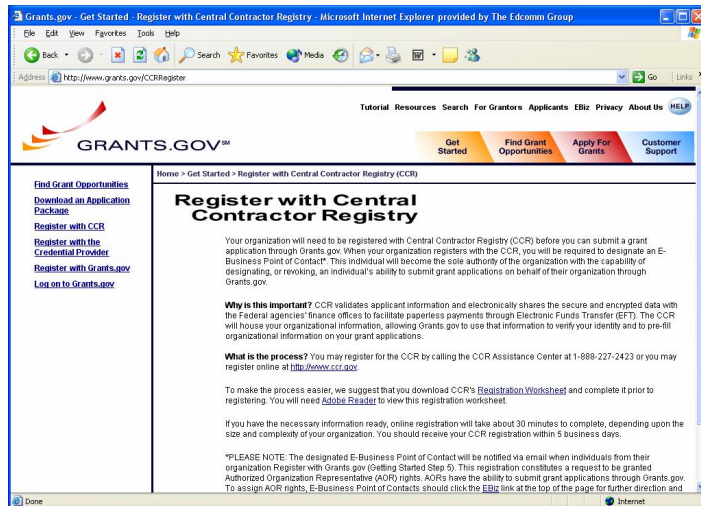 Grants.gov - Get Started - Register with Central Contractor Registry - Microsoft Internet Explorer provided by The Edcomm Group
File Edit View Favorites Tools Help
Back Search Favorites Media
Address http://www.grants.gov/CCRRegister Go Links
Tutorial Resources Search For Grantors Applicants EBiz Privacy About Us HELP
GRANTS.GOV℠
Get Started
Find Grant Opportunities
Apply For Grants
Customer Support
Home > Get Started > Register with Central Contractor Registry (CCR)
Find Grant Opportunities
Download an Application
Package
Register with CCR
Register with the
Credential Provider
Register with Grants.gov
Log on to Grants.gov
Register with Central
Contractor Registry
Your organization will need to be registered with Central Contractor Registry (CCR) before you can submit a grant
application through Grants.gov. When your organization registers with the CCR, you will be required to designate an E-
Business Point of Contact*. This individual will become the sole authority of the organization with the capability of
designating, or revoking, an individual's ability to submit grant applications on behalf of their organization through
Grants.gov.
Why is this important? CCR validates applicant information and electronically shares the secure and encrypted data with
the Federal agencies' finance offices to facilitate paperless payments through Electronic Funds Transfer (EFT). The CCR
will house your organizational information, allowing Grants.gov to use that information to verify your identity and to pre-fill
organizational information on your grant applications.
What is the process? You may register for the CCR by calling the CCR Assistance Center at 1-888-227-2423 or you may
register online at http://www.ccr.gov.
To make the process easier, we suggest that you download CCR's Registration Worksheet and complete it prior to
registering. You will need Adobe Reader to view this registration worksheet.
If you have the necessary information ready, online registration will take about 30 minutes to complete, depending upon the
size and complexity of your organization. You should receive your CCR registration within 5 business days.
*PLEASE NOTE: The designated E-Business Point of Contact will be notified via email when individuals from their
organization Register with Grants.gov (Getting Started Step 5). This registration constitutes a request to be granted
Authorized Organization Representative (AOR) rights. AORs have the ability to submit grant applications through Grants.gov.
To assign AOR rights, E-Business Point of Contacts should click the EBiz link at the top of the page for further direction and
Done Internet